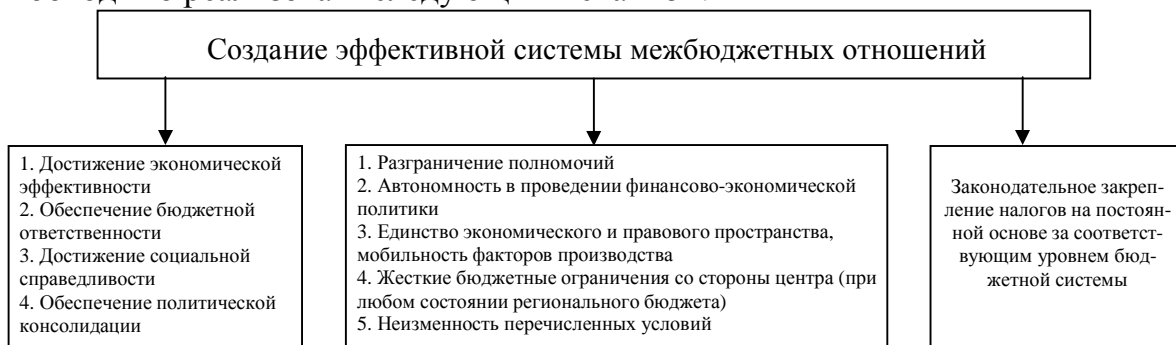 Создание эффективной системы межбюджетных отношений
1. Достижение экономической
эффективности
2. Обеспечение бюджетной
ответственности
3. Достижение социальной
справедливости
4. Обеспечение политической
консолидации
1. Разграничение полномочий
2. Автономность в проведении финансово-экономической
политики
3. Единство экономического и правового пространства,
мобильность факторов производства
4. Жесткие бюджетные ограничения со стороны центра (при
любом состоянии регионального бюджета)
5. Неизменность перечисленных условий
Законодательное закреп-
ление налогов на постоян-
ной основе за соответст-
вующим уровнем бюд-
жетной системы